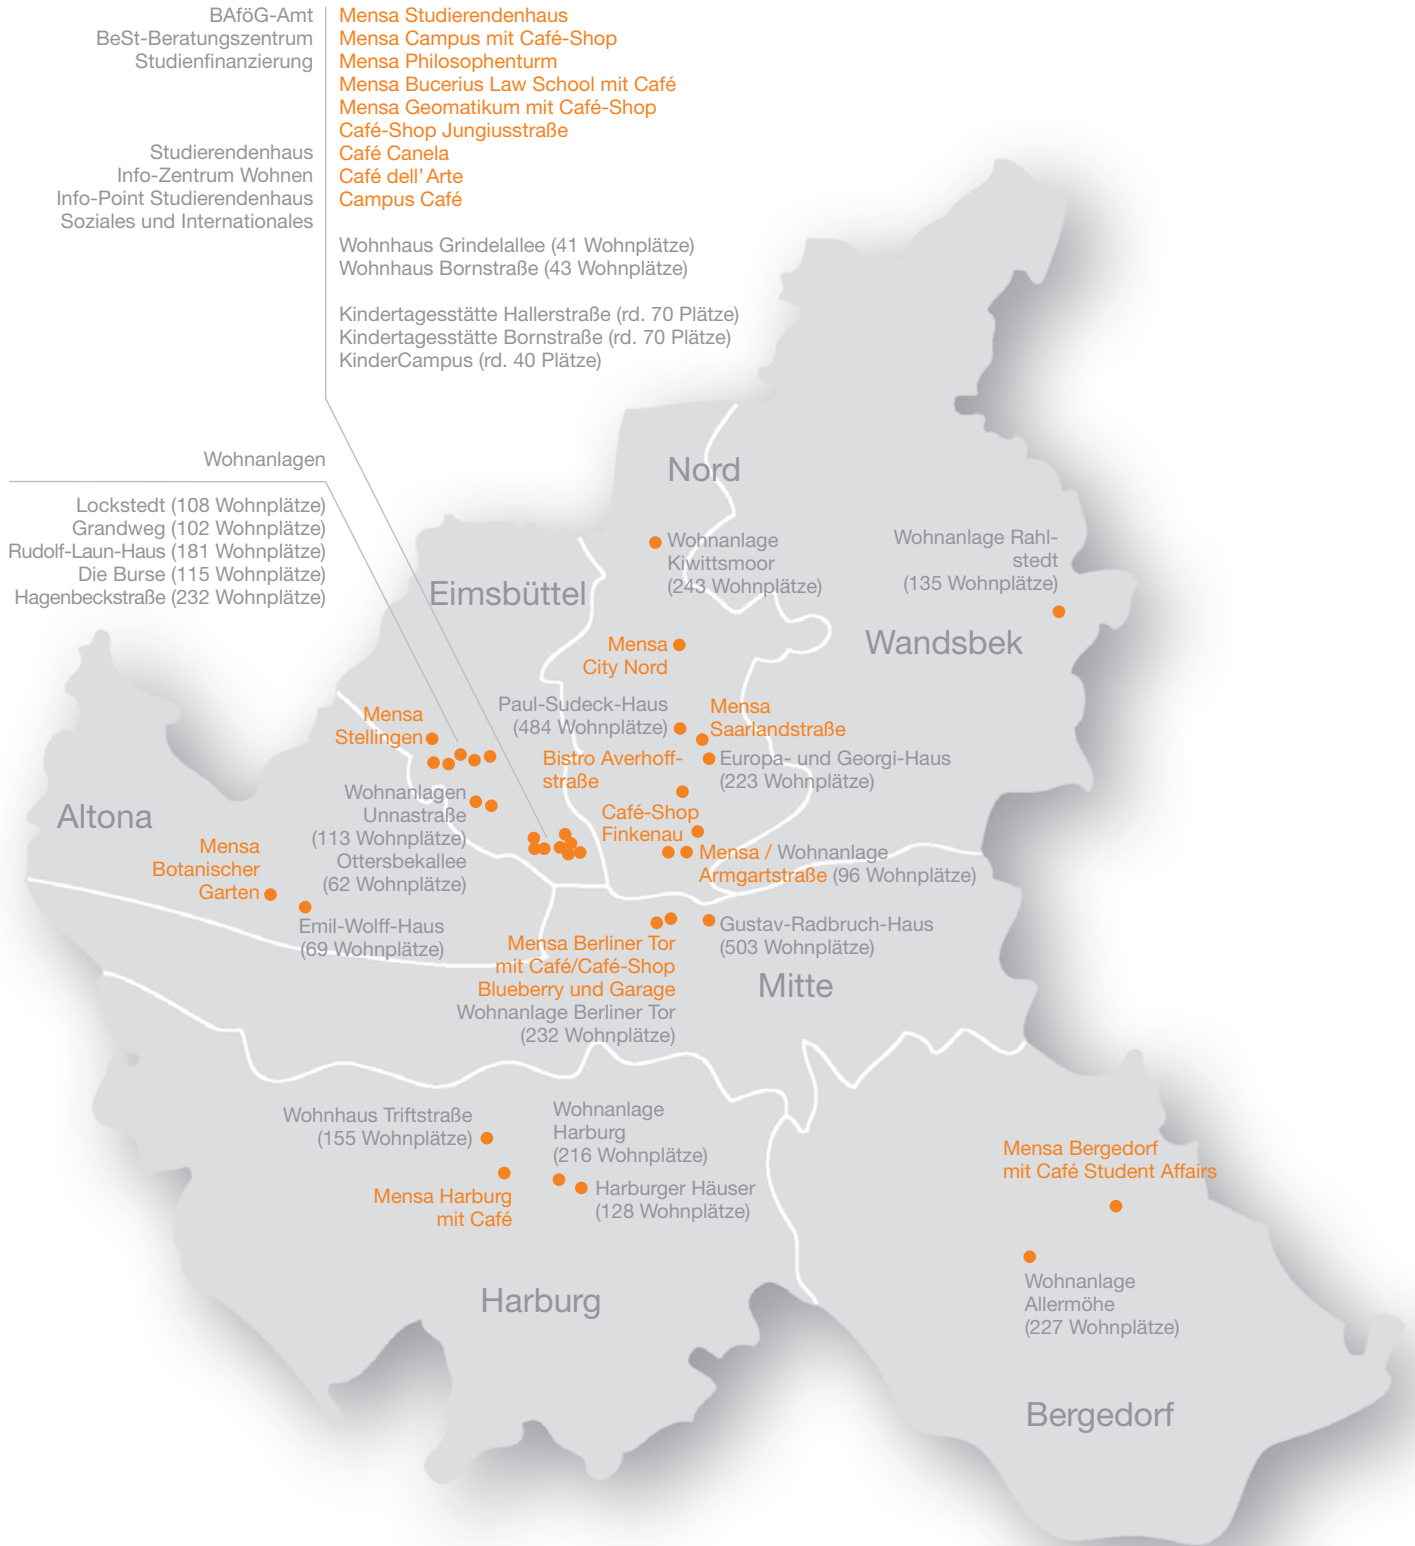 BAföG-Amt
BeSt-Beratungszentrum
Studienfinanzierung
Studierendenhaus
Info-Zentrum Wohnen
Info-Point Studierendenhaus
Soziales und Internationales
Mensa Studierendenhaus
Mensa Campus mit Café-Shop
Mensa Philosophenturm
Mensa Bucerius Law School mit Café
Mensa Geomatikum mit Café-Shop
Café-Shop Jungiusstraße
Café Canela
Café dell' Arte
Campus Café
Wohnhaus Grindelallee (41 Wohnplätze)
Wohnhaus Bornstraße (43 Wohnplätze)
Kindertagesstätte Hallerstraße (rd. 70 Plätze)
Kindertagesstätte Bornstraße (rd. 70 Plätze)
KinderCampus (rd. 40 Plätze)
Wohnanlagen
Lockstedt (108 Wohnplätze)
Grandweg (102 Wohnplätze)
Rudolf-Laun-Haus (181 Wohnplätze)
Die Burse (115 Wohnplätze)
Hagenbeckstraße (232 Wohnplätze)
Nord
Wohnanlage
Kiwittsmoor
(243 Wohnplätze)
Wohnanlage Rahl-
stedt
(135 Wohnplätze)
Eimsbüttel
Wandsbek
Mensa
City Nord
Paul-Sudeck-Haus
(484 Wohnplätze)
Mensa
Saarlandstraße
Mensa
Stellingen
Bistro Averhoff-
straße
Europa- und Georgi-Haus
(223 Wohnplätze)
Wohnanlagen
Unnastraße
(113 Wohnplätze)
Ottersbekallee
(62 Wohnplätze)
Altona
Café-Shop
Finkenau
Mensa
Botanischer
Garten
Mensa / Wohnanlage
Armgartstraße (96 Wohnplätze)
Emil-Wolff-Haus
(69 Wohnplätze)
Gustav-Radbruch-Haus
(503 Wohnplätze)
Mensa Berliner Tor
mit Café/Café-Shop
Blueberry und Garage
Wohnanlage Berliner Tor
(232 Wohnplätze)
Mitte
Wohnhaus Triftstraße
(155 Wohnplätze)
Wohnanlage
Harburg
(216 Wohnplätze)
Mensa Harburg
mit Café
Harburger Häuser
(128 Wohnplätze)
Mensa Bergedorf
mit Café Student Affairs
Wohnanlage
Allermöhe
(227 Wohnplätze)
Harburg
Bergedorf